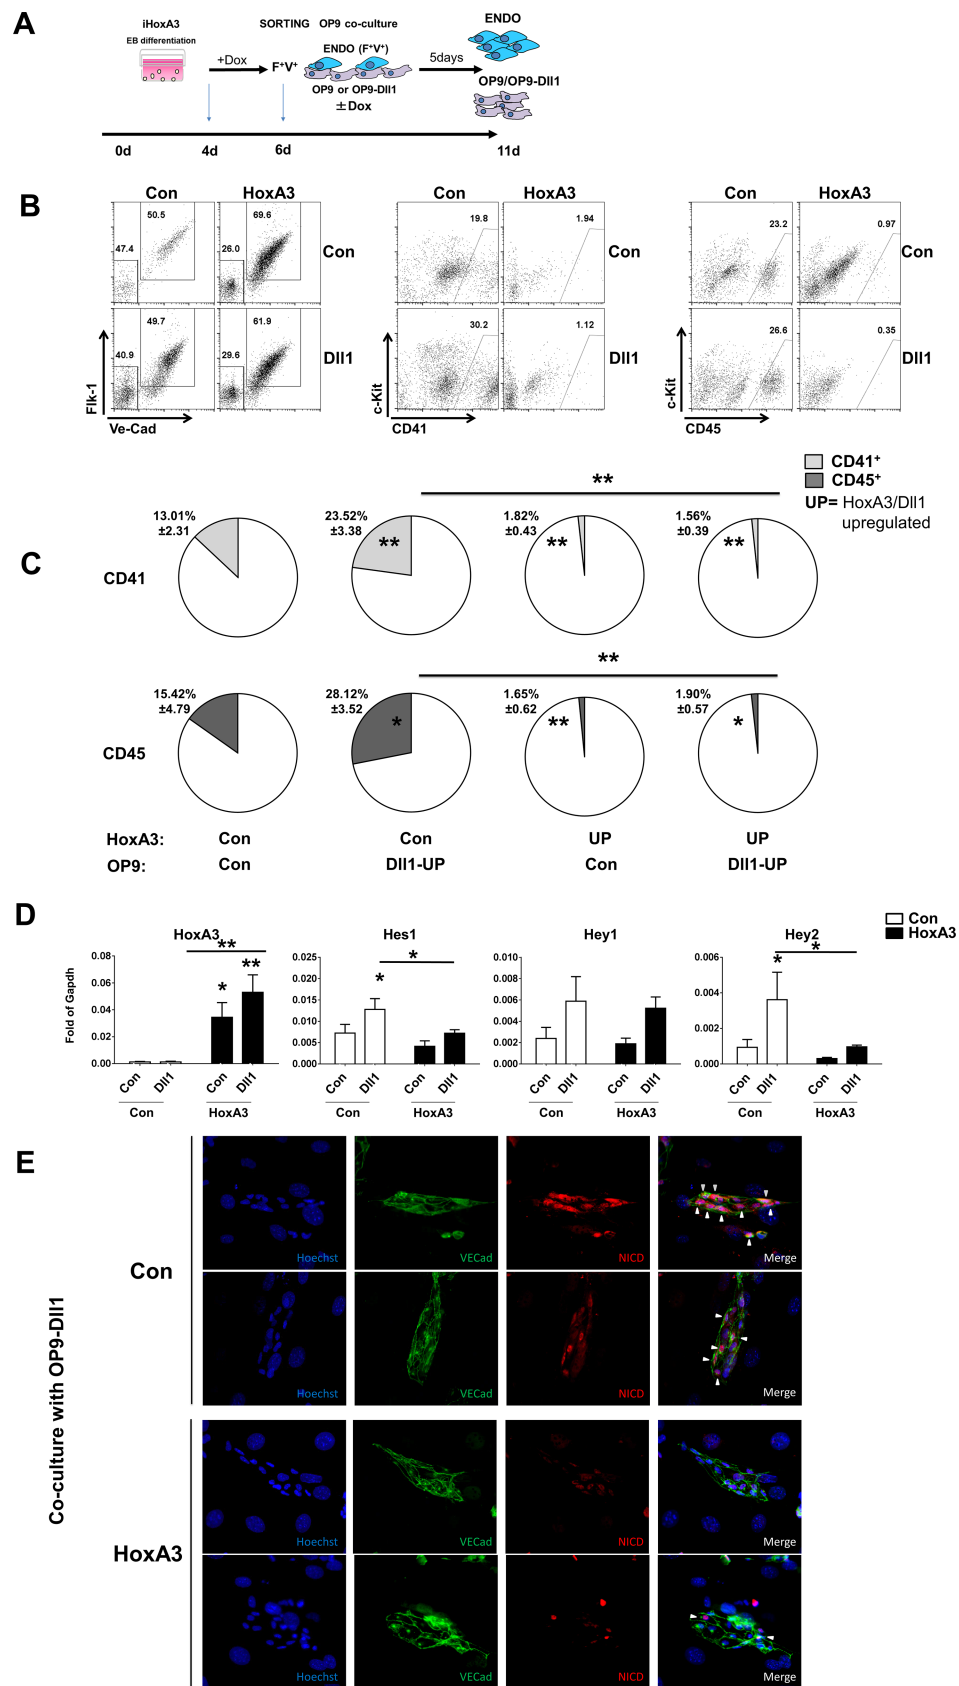 A
iHoxA3
EB differentiation
+Dox
SORTING OP9 co-culture
F⁺V⁺
ENDO (F⁺V⁺)
OP9 or OP9-Dll1
±Dox
5days
ENDO
OP9/OP9-Dll1
0d 4d 6d 11d
B
Con HoxA3 Con HoxA3 Con HoxA3
50.5 69.6 19.8 1.94 23.2 0.97
47.4 26.0
Con Con Con
49.7 61.9 30.2 1.12 26.6 0.35
40.9 29.6
Dll1 Dll1 Dll1
Flk-1 c-Kit c-Kit
Ve-Cad CD41 CD45
CD41⁺
CD45⁺
UP= HoxA3/Dll1
upregulated
C
**
13.01% 23.52% 1.82% 1.56%
±2.31 ±3.38 ±0.43 ±0.39
** ** **
CD41
**
15.42% 28.12% 1.65% 1.90%
±4.79 ±3.52 ±0.62 ±0.57
* ** *
CD45
HoxA3: Con Con UP UP
OP9: Con Dll1-UP Con Dll1-UP
D
Con
HoxA3
HoxA3
Fold of Gapdh
0.08
0.06
0.04
0.02
0.00
**
* **
Con Dll1 Con Dll1
Con HoxA3
Hes1
0.025
0.020
0.015
0.010
0.005
0.000
*
*
Con Dll1 Con Dll1
Con HoxA3
Hey1
0.010
0.008
0.006
0.004
0.002
0.000
Con Dll1 Con Dll1
Con HoxA3
Hey2
0.006
0.004
0.002
0.000
*
*
Con Dll1 Con Dll1
Con HoxA3
E
Co-culture with OP9-Dll1
Con
Hoechst VECad NICD Merge
Hoechst VECad NICD Merge
HoxA3
Hoechst VECad NICD Merge
Hoechst VECad NICD Merge